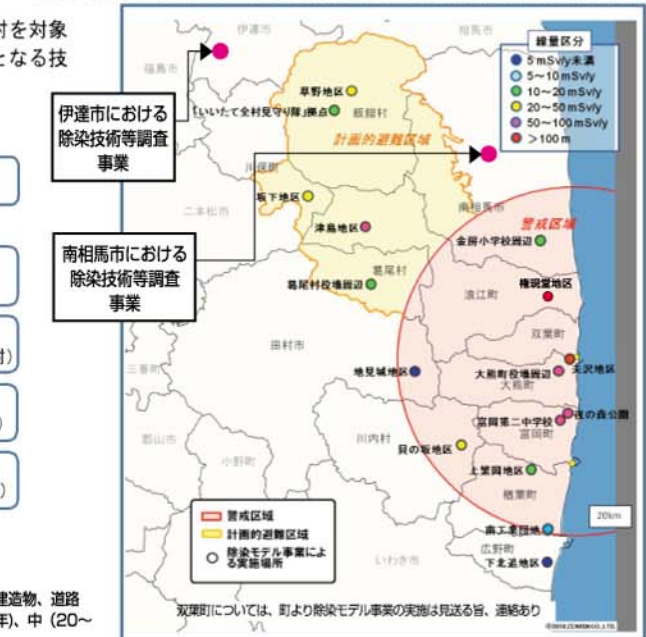 村を対象
となる技
伊達市における
除染技術等調査
事業
南相馬市における
除染技術等調査
事業
村)
)
)
建造物、道路
年)、中（20～
伊達市
相馬市
福島市
線量区分
5 mSv/y未満
5～10 mSv/y
10～20 mSv/y
20～50 mSv/y
50～100 mSv/y
＞100 m
草野地区
「いいたて全村見守り隊」拠点
飯舘村
計画的避難区域
川俣町
坂下地区
二本松市
南相馬市
津島地区
警戒区域
金房小学校周辺
葛尾村
葛尾村役場周辺
浪江町
権現堂地区
双葉町
田村市
三春町
地見城地区
大熊町役場周辺
夫沢地区
大熊町
夜の森公園
富岡第二中学校
富岡町
郡山市
小野町
川内村
貝の坂地区
上繁岡地区
楢葉町
20km
警戒区域
計画的避難区域
除染モデル事業によ
る実施場所
南工業団地
広野町
いわき市
下北迫地区
双葉町については、町より除染モデル事業の実施は見送る旨、連絡あり